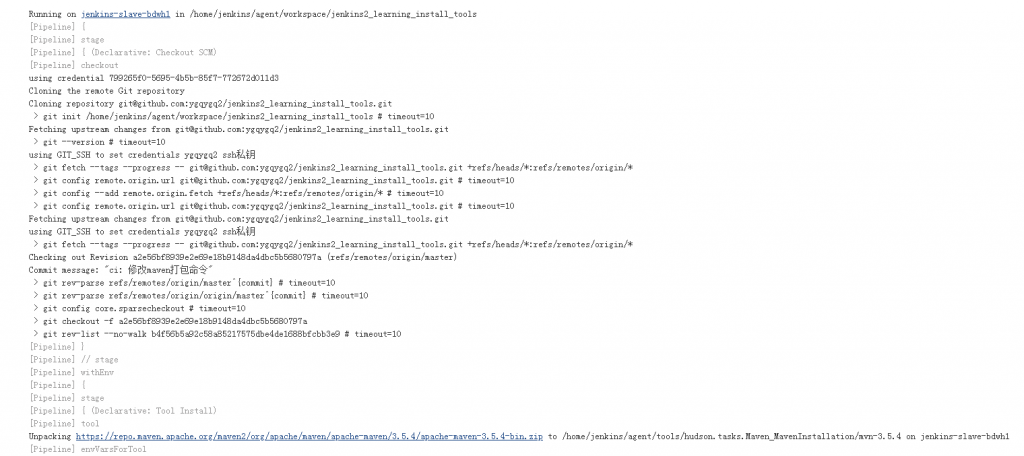 Running on jenkins-slave-bdwh1 in /home/jenkins/agent/workspace/jenkins2_learning_install_tools
[Pipeline] {
[Pipeline] stage
[Pipeline] { (Declarative: Checkout SCM)
[Pipeline] checkout
using credential 799265f0-5695-4b5b-85f7-772672d011d3
Cloning the remote Git repository
Cloning repository git@github.com:ygqygq2/jenkins2_learning_install_tools.git
> git init /home/jenkins/agent/workspace/jenkins2_learning_install_tools # timeout=10
Fetching upstream changes from git@github.com:ygqygq2/jenkins2_learning_install_tools.git
> git --version # timeout=10
using GIT_SSH to set credentials ygqygq2 ssh私钥
> git fetch --tags --progress -- git@github.com:ygqygq2/jenkins2_learning_install_tools.git +refs/heads/*:refs/remotes/origin/*
> git config remote.origin.url git@github.com:ygqygq2/jenkins2_learning_install_tools.git # timeout=10
> git config --add remote.origin.fetch +refs/heads/*:refs/remotes/origin/* # timeout=10
> git config remote.origin.url git@github.com:ygqygq2/jenkins2_learning_install_tools.git # timeout=10
Fetching upstream changes from git@github.com:ygqygq2/jenkins2_learning_install_tools.git
using GIT_SSH to set credentials ygqygq2 ssh私钥
> git fetch --tags --progress -- git@github.com:ygqygq2/jenkins2_learning_install_tools.git +refs/heads/*:refs/remotes/origin/*
Checking out Revision a2e56bf8939e2e69e18b9148da4dbc5b5680797a (refs/remotes/origin/master)
Commit message: "ci: 修改maven打包命令"
> git rev-parse refs/remotes/origin/master^{commit} # timeout=10
> git rev-parse refs/remotes/origin/origin/master^{commit} # timeout=10
> git config core.sparsecheckout # timeout=10
> git checkout -f a2e56bf8939e2e69e18b9148da4dbc5b5680797a
> git rev-list --no-walk b4f56b5a92c58a85217575dbe4de1688bfcbb3e9 # timeout=10
[Pipeline] }
[Pipeline] // stage
[Pipeline] withEnv
[Pipeline] {
[Pipeline] stage
[Pipeline] { (Declarative: Tool Install)
[Pipeline] tool
Unpacking https://repo.maven.apache.org/maven2/org/apache/maven/apache-maven/3.5.4/apache-maven-3.5.4-bin.zip to /home/jenkins/agent/tools/hudson.tasks.Maven_MavenInstallation/mvn-3.5.4 on jenkins-slave-bdwh1
[Pipeline] envVarsForTool